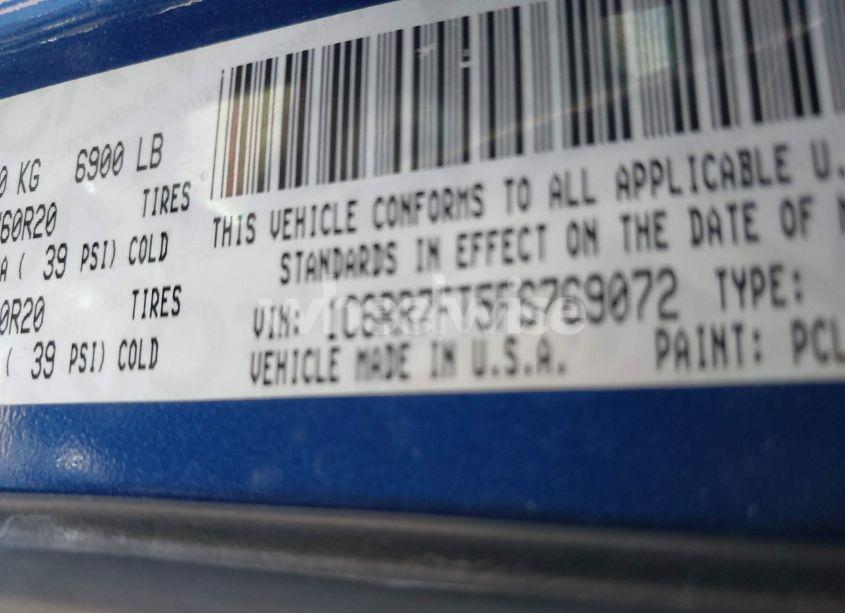 0 KG 6900 LB
60R20 TIRES
A ( 39 PSI) COLD
0R20 TIRES
( 39 PSI) COLD
THIS VEHICLE CONFORMS TO ALL APPLICABLE U.
STANDARDS IN EFFECT ON THE DATE OF M
VIN: TYPE:
VEHICLE MADE IN U.S.A. PAINT: PCL
wheelwise